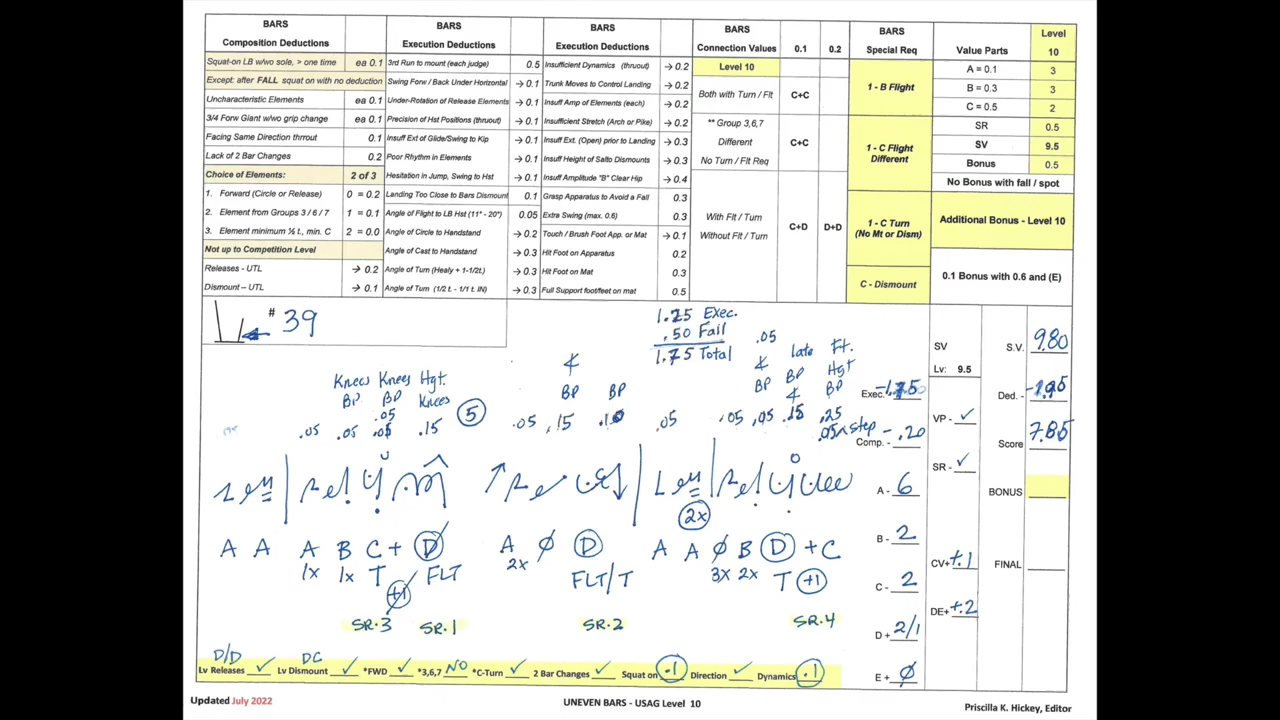 BARS
Composition Deductions
BARS
Execution Deductions
BARS
Execution Deductions
BARS
Connection Values 0.1 0.2
BARS
Special Req
Value Parts
Level
10
Squat-on LB w/wo sole, > one time ea 0.1
Except: after FALL squat on with no deduction
Uncharacteristic Elements ea 0.1
3/4 Forw Giant w/wo grip change ea 0.1
Facing Same Direction thrrout 0.1
Lack of 2 Bar Changes 0.2
Choice of Elements: 2 of 3
1. Forward (Circle or Release) 0 = 0.2
2. Element from Groups 3 / 6 / 7 1 = 0.1
3. Element minimum ½ t., min. C 2 = 0.0
Not up to Competition Level
Releases - UTL → 0.2
Dismount – UTL → 0.1
3rd Run to mount (each judge) 0.5
Swing Forw / Back Under Horizontal → 0.1
Under-Rotation of Release Elements → 0.1
Precision of Hst Positions (thruout) → 0.1
Insuff Ext of Glide/Swing to Kip → 0.1
Poor Rhythm in Elements → 0.1
Hesitation in Jump, Swing to Hst → 0.1
Landing Too Close to Bars Dismount 0.1
Angle of Flight to LB Hst (11° - 20°) 0.05
Angle of Circle to Handstand → 0.2
Angle of Cast to Handstand → 0.3
Angle of Turn (Healy + 1-1/2t.) → 0.3
Angle of Turn (1/2 t. - 1/1 t. IN) → 0.3
Insufficient Dynamics (thruout) → 0.2
Trunk Moves to Control Landing → 0.2
Insuff Amp of Elements (each) → 0.2
Insufficient Stretch (Arch or Pike) → 0.2
Insuff Ext. (Open) prior to Landing → 0.3
Insuff Height of Salto Dismounts → 0.3
Insuff Amplitude "B" Clear Hip → 0.4
Grasp Apparatus to Avoid a Fall 0.3
Extra Swing (max. 0.6) 0.3
Touch / Brush Foot App. or Mat → 0.1
Hit Foot on Apparatus 0.2
Hit Foot on Mat 0.3
Full Support foot/feet on mat 0.5
Level 10
Both with Turn / Flt C+C
** Group 3,6,7
Different C+C
No Turn / Flt Req
With Flt / Turn
Without Flt / Turn
C+D D+D
1 - B Flight
1 - C Flight
Different
1 - C Turn
(No Mt or Dism)
C - Dismount
A = 0.1 3
B = 0.3 3
C = 0.5 2
SR 0.5
SV 9.5
Bonus 0.5
No Bonus with fall / spot
Additional Bonus - Level 10
0.1 Bonus with 0.6 and (E)
# 39
1.25 Exec.
.50 Fall
1.75 Total
.05
late Ft.
BP BP BP BP Hgt
BP
Knees Knees Hgt.
BP BP Knees
.05
.05 .05 .05 .15 5 .05 .15 .05 .05 .05 .15 .25
.05 step
2x
A A A B C + D A Ø D A A Ø B D + C
1x 1x T FLT 2x FLT/T 3x 2x T +1
+1
SR.3 SR.1 SR.2 SR.4
D/D DC
Lv Releases ✓ Lv Dismount ✓ *FWD ✓ *3,6,7 NO *C-Turn ✓ 2 Bar Changes ✓ Squat on .1 Direction ✓ Dynamics .1
SV
Lv: 9.5
Exec.
Comp. - .20
VP - ✓
SR - ✓
A - 6
B - 2
C - 2
D + 2/1
E + Ø
CV+ +.1
DE+ +.2
S.V. 9.80
Ded. - -1.95
Score 7.85
BONUS
FINAL
Updated July 2022
UNEVEN BARS - USAG Level 10
Priscilla K. Hickey, Editor